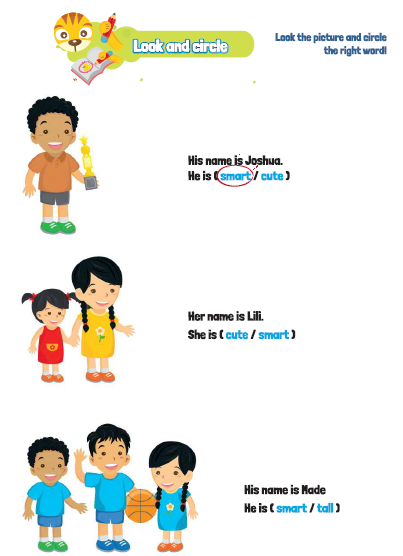 Look and circle
Look the picture and circle
the right word!
His name is Joshua.
He is ( smart / cute )
Her name is Lili.
She is ( cute / smart )
His name is Made
He is ( smart / tall )